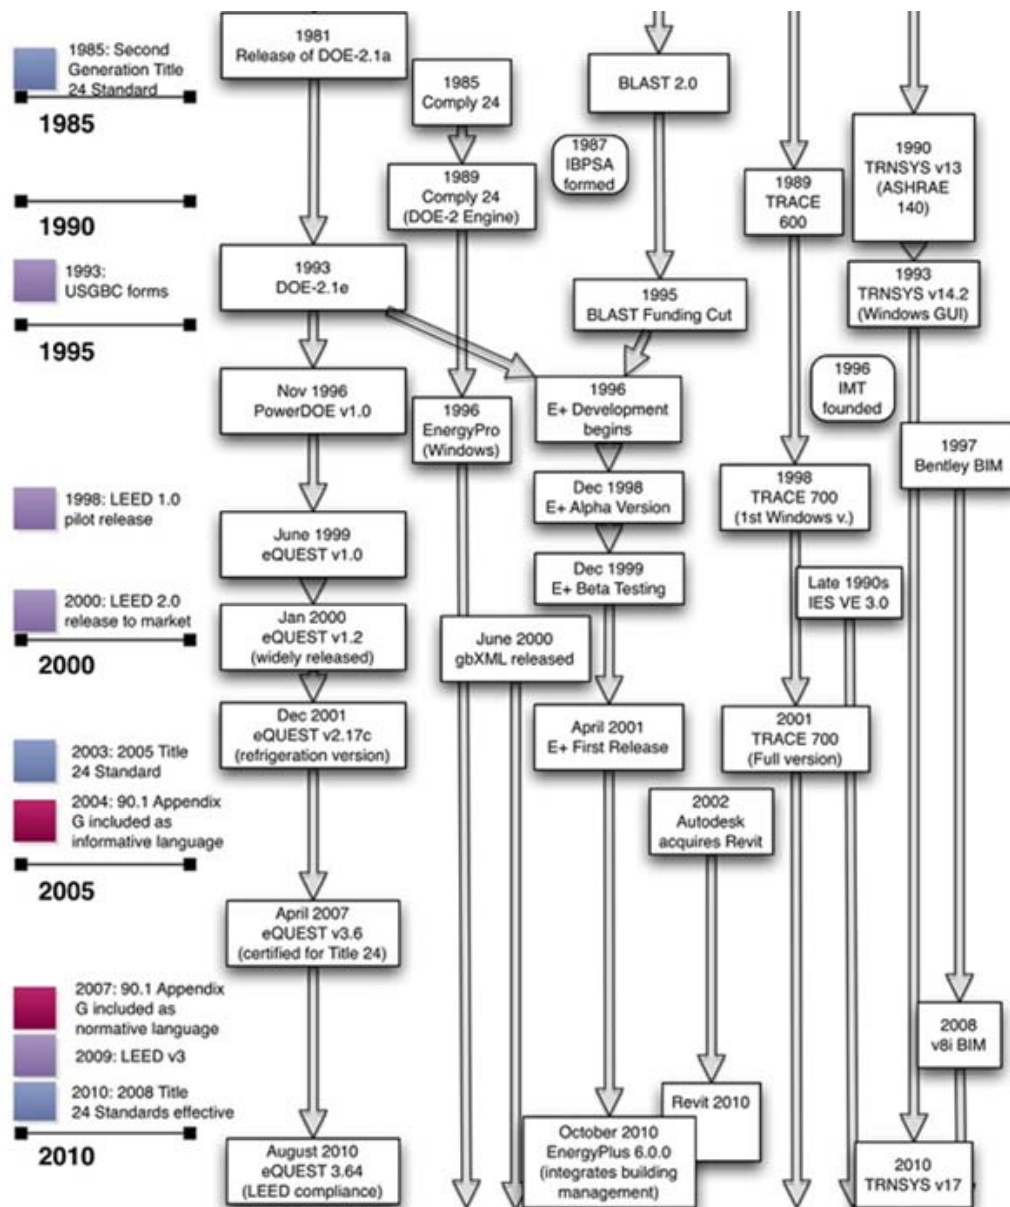 1985: Second
Generation Title
24 Standard
1985
1990
1993:
USGBC forms
1995
1998: LEED 1.0
pilot release
2000: LEED 2.0
release to market
2000
2003: 2005 Title
24 Standard
2004: 90.1 Appendix
G included as
informative language
2005
2007: 90.1 Appendix
G included as
normative language
2009: LEED v3
2010: 2008 Title
24 Standards effective
2010
1981
Release of DOE-2.1a
1993
DOE-2.1e
Nov 1996
PowerDOE v1.0
June 1999
eQUEST v1.0
Jan 2000
eQUEST v1.2
(widely released)
Dec 2001
eQUEST v2.17c
(refrigeration version)
April 2007
eQUEST v3.6
(certified for Title 24)
August 2010
eQUEST 3.64
(LEED compliance)
1985
Comply 24
1989
Comply 24
(DOE-2 Engine)
1996
EnergyPro
(Windows)
June 2000
gbXML released
BLAST 2.0
1987
IBPSA
formed
1995
BLAST Funding Cut
1996
E+ Development
begins
Dec 1998
E+ Alpha Version
Dec 1999
E+ Beta Testing
April 2001
E+ First Release
October 2010
EnergyPlus 6.0.0
(integrates building
management)
2002
Autodesk
acquires Revit
Revit 2010
1989
TRACE
600
1998
TRACE 700
(1st Windows v.)
2001
TRACE 700
(Full version)
Late 1990s
IES VE 3.0
1990
TRNSYS v13
(ASHRAE
140)
1993
TRNSYS v14.2
(Windows GUI)
1996
IMT
founded
1997
Bentley BIM
2008
v8i BIM
2010
TRNSYS v17